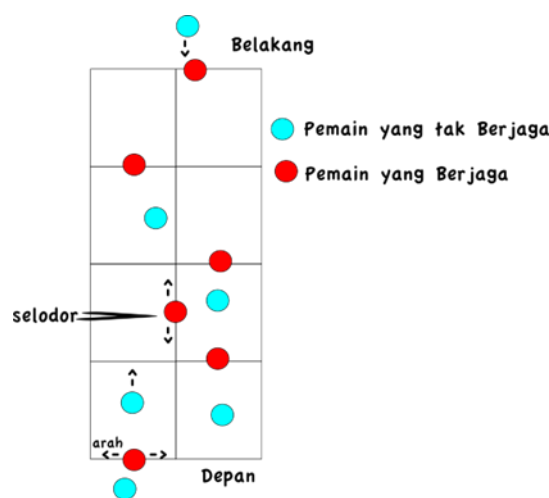 Belakang
Pemain yang tak Berjaga
Pemain yang Berjaga
selodor
arah
Depan